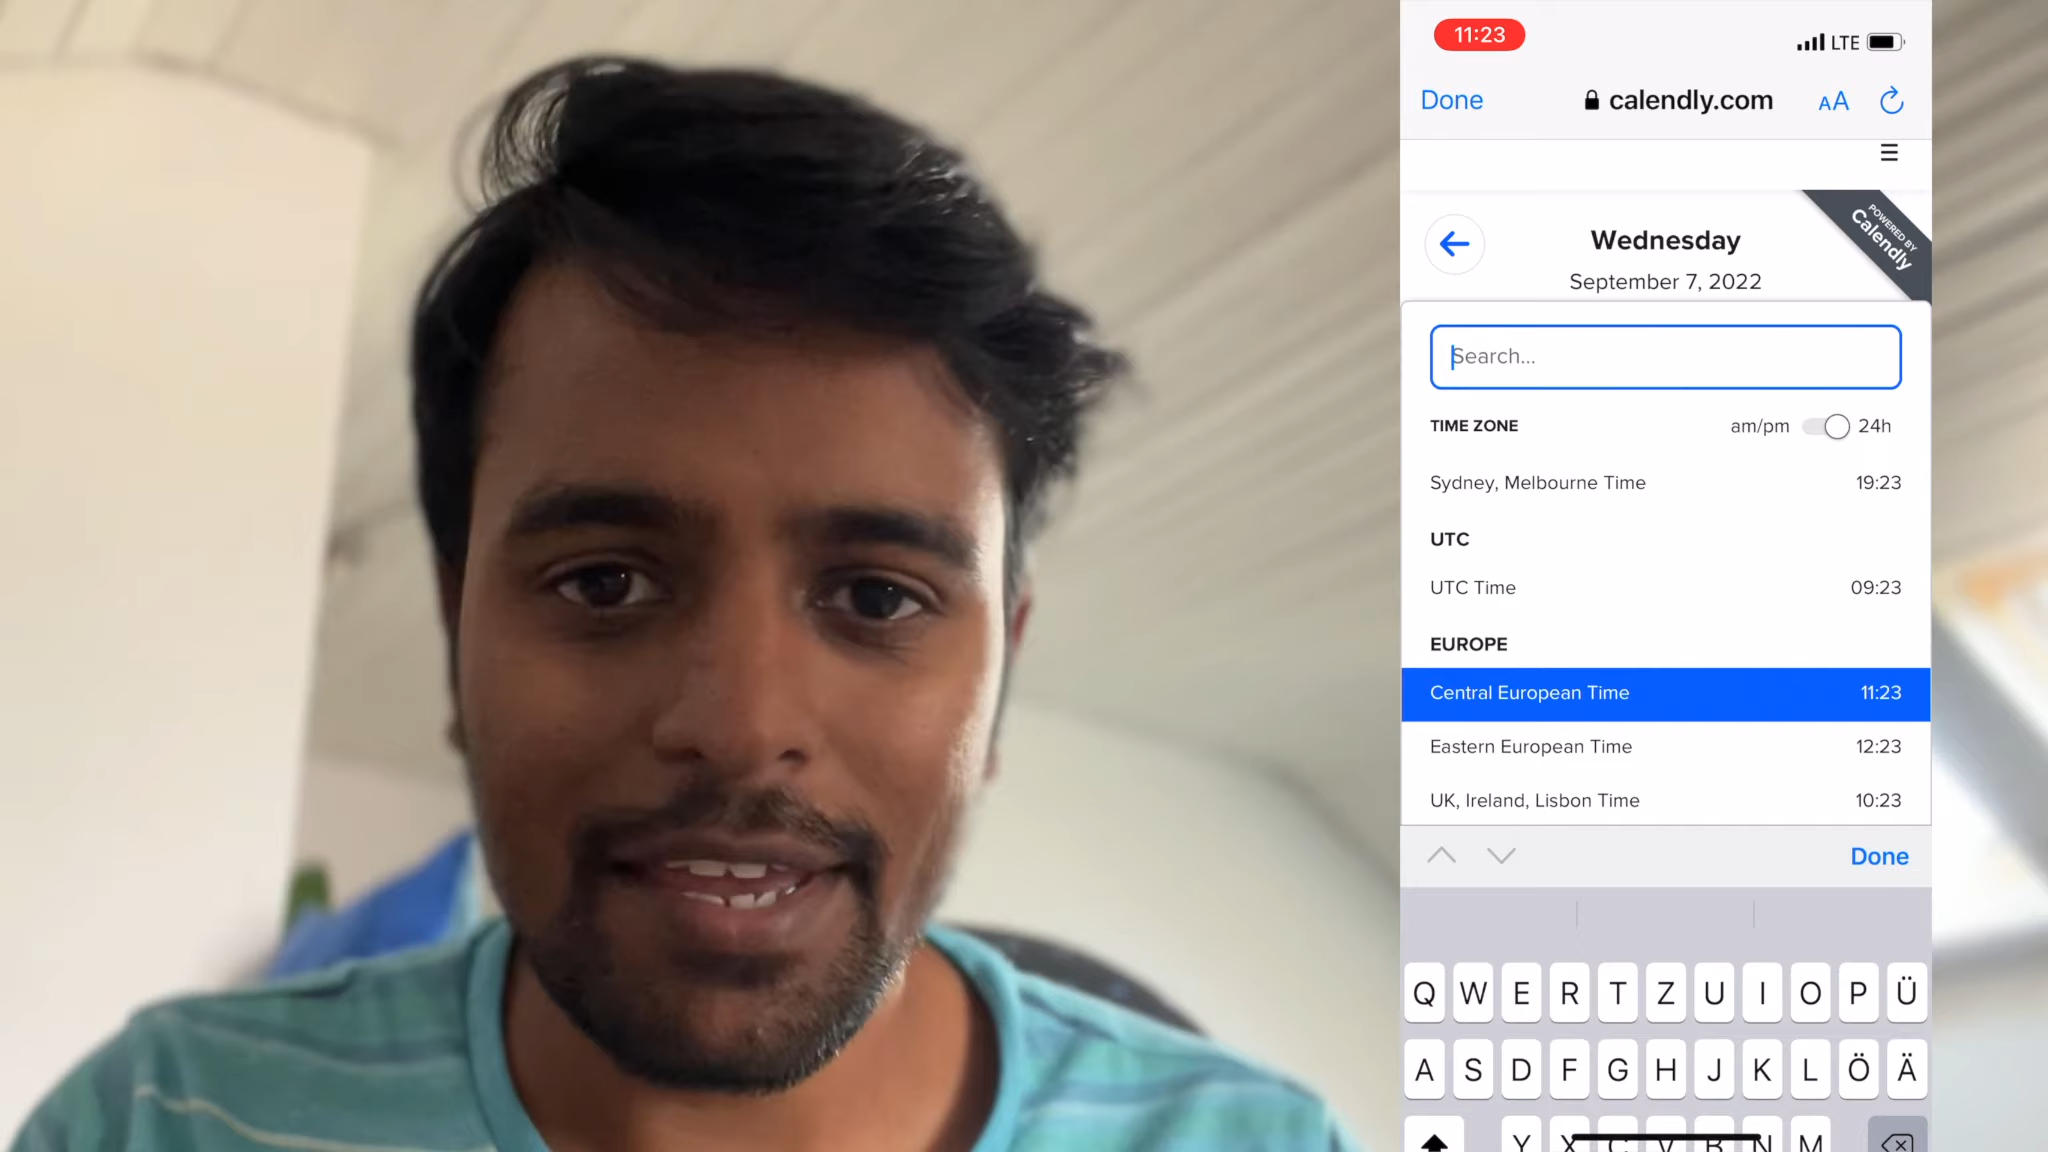 11:23
LTE
Done
calendly.com
AA
POWERED BY
Calendly
Wednesday
September 7, 2022
Search...
TIME ZONE
am/pm
24h
Sydney, Melbourne Time 19:23
UTC
UTC Time 09:23
EUROPE
Central European Time 11:23
Eastern European Time 12:23
UK, Ireland, Lisbon Time 10:23
Done
Q W E R T Z U I O P Ü
A S D F G H J K L Ö Ä
Y X C V B N M